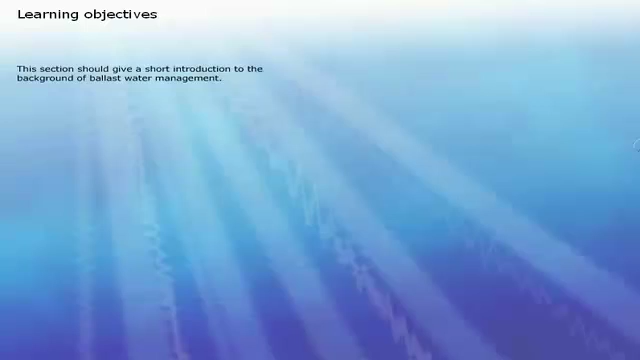 Learning objectives
This section should give a short introduction to the
background of ballast water management.